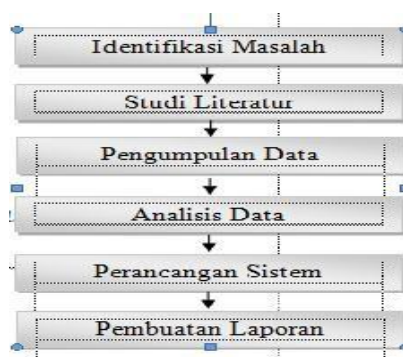 Identifikasi Masalah
Studi Literatur
Pengumpulan Data
Analisis Data
Perancangan Sistem
Pembuatan Laporan